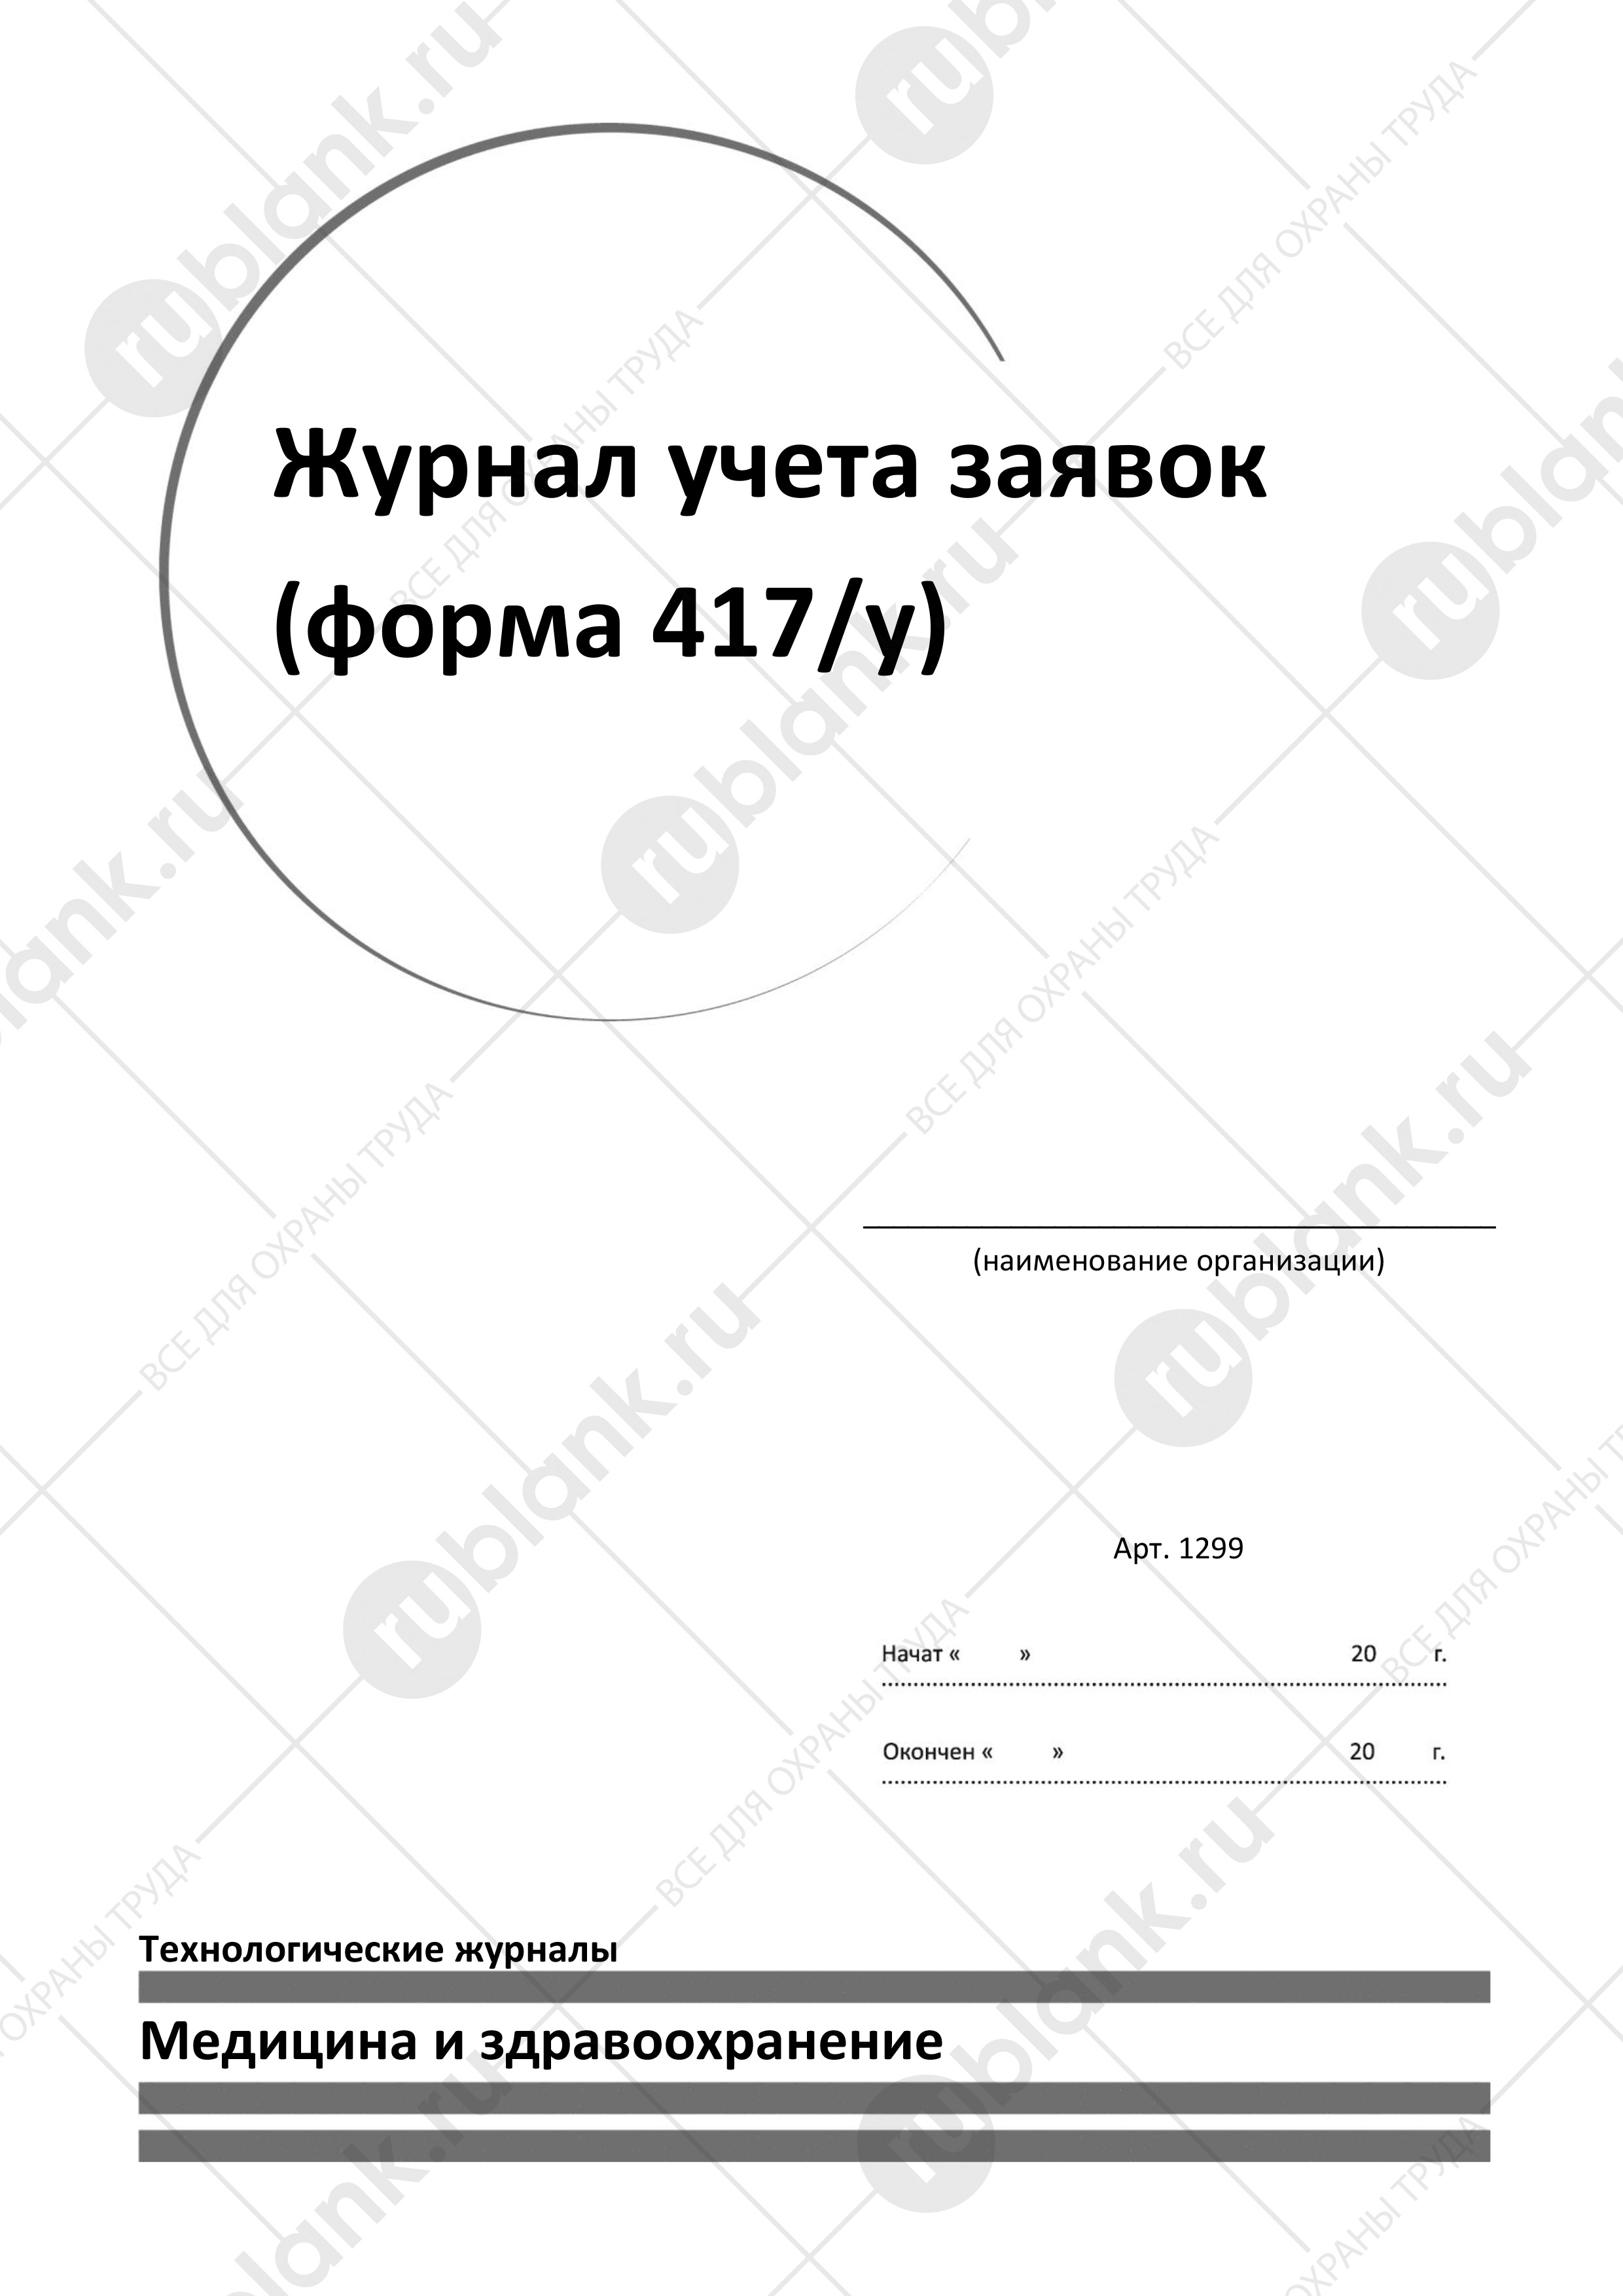 Журнал учета заявок
(форма 417/у)
(наименование организации)
Арт. 1299
Начат «     »     20     г.
Окончен «     »     20     г.
Технологические журналы
Медицина и здравоохранение
rublank.ru
ВСЕ ДЛЯ ОХРАНЫ ТРУДА